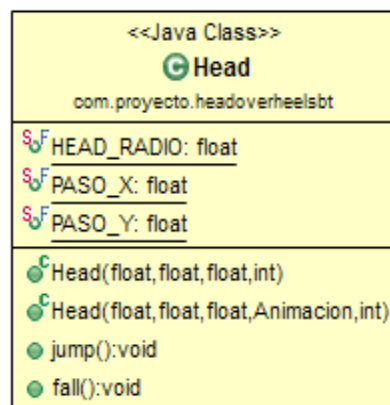 <<Java Class>>
C Head
com.proyecto.headoverheelsbt
S F HEAD_RADIO: float
S F PASO_X: float
S F PASO_Y: float
C Head(float,float,float,int)
C Head(float,float,float,Animacion,int)
jump():void
fall():void